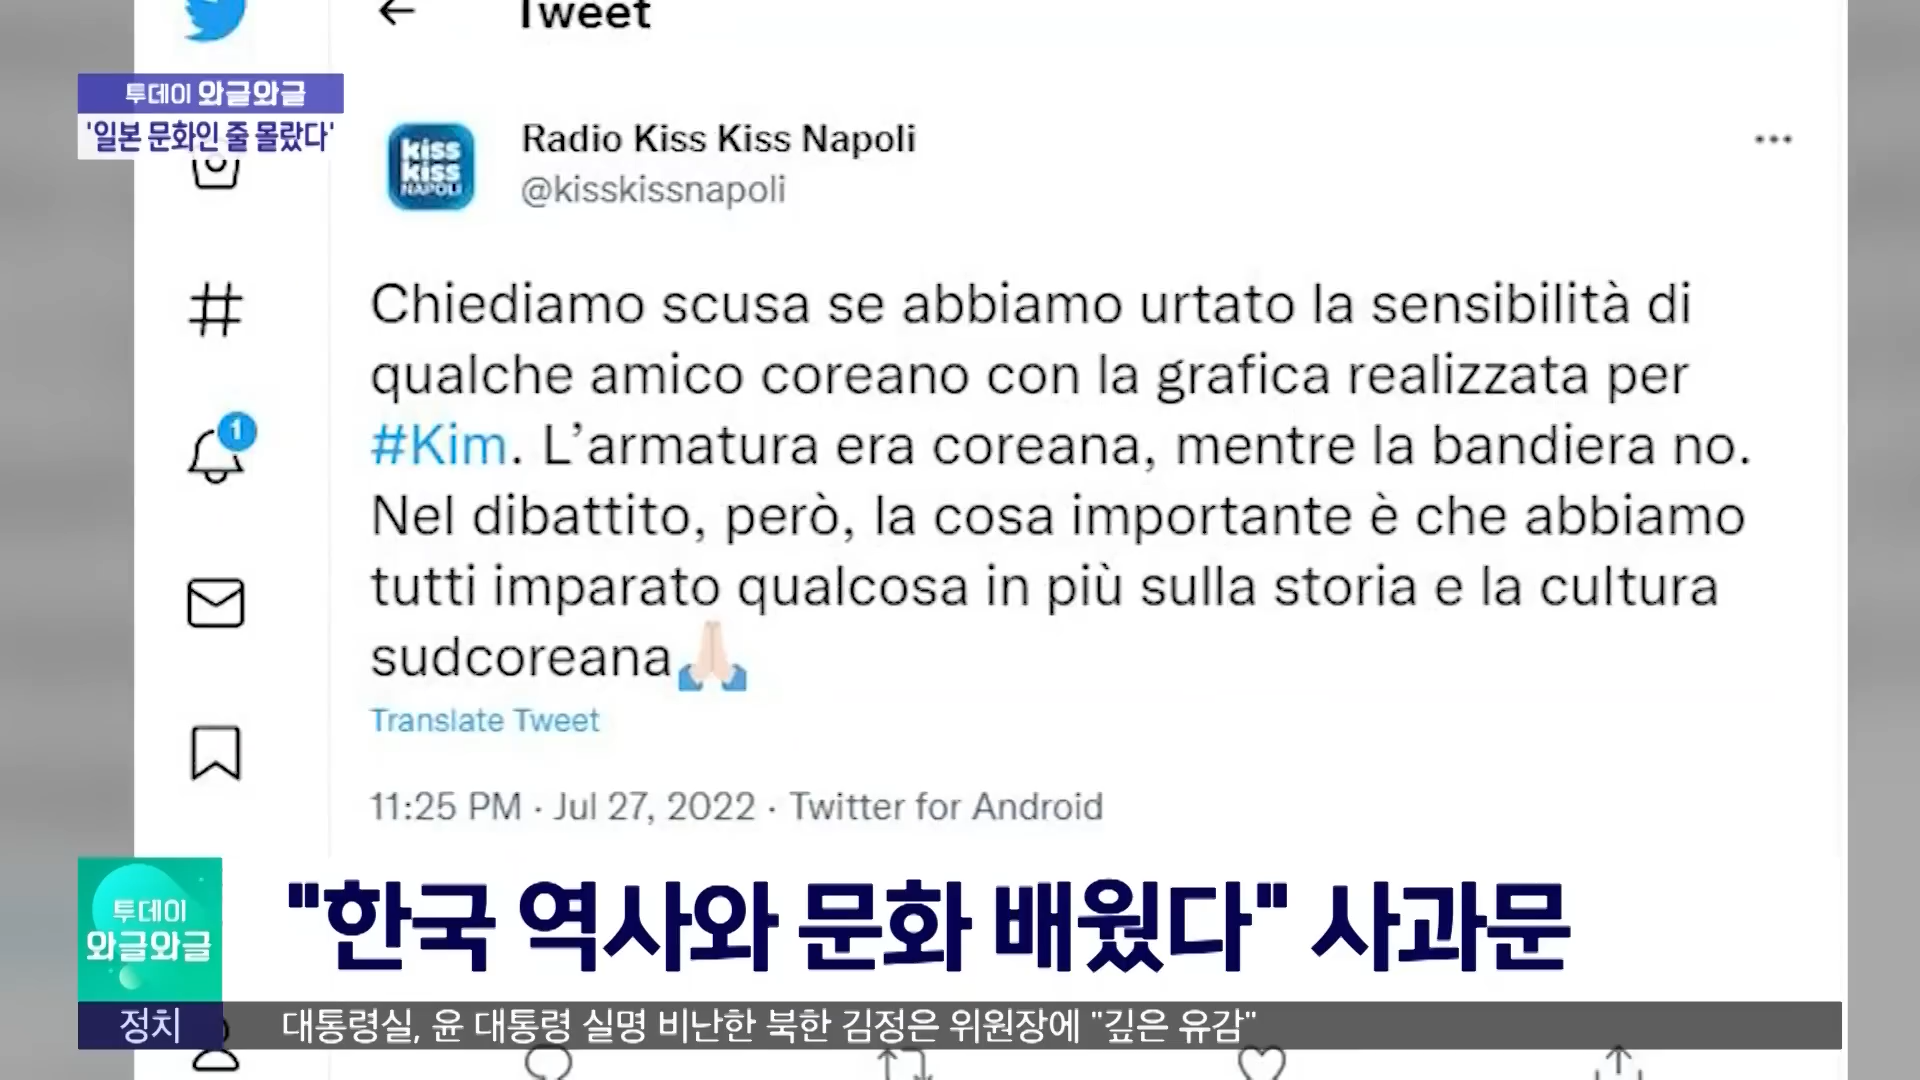 Tweet
투데이 와글와글
'일본 문화인 줄 몰랐다'
kiss
kiss
NAPOLI
Radio Kiss Kiss Napoli
@kisskissnapoli
Chiediamo scusa se abbiamo urtato la sensibilità di
qualche amico coreano con la grafica realizzata per
#Kim. L’armatura era coreana, mentre la bandiera no.
Nel dibattito, però, la cosa importante è che abbiamo
tutti imparato qualcosa in più sulla storia e la cultura
sudcoreana🙏🏻
Translate Tweet
11:25 PM · Jul 27, 2022 · Twitter for Android
1
투데이
와글와글
"한국 역사와 문화 배웠다" 사과문
정치
대통령실, 윤 대통령 실명 비난한 북한 김정은 위원장에 "깊은 유감"